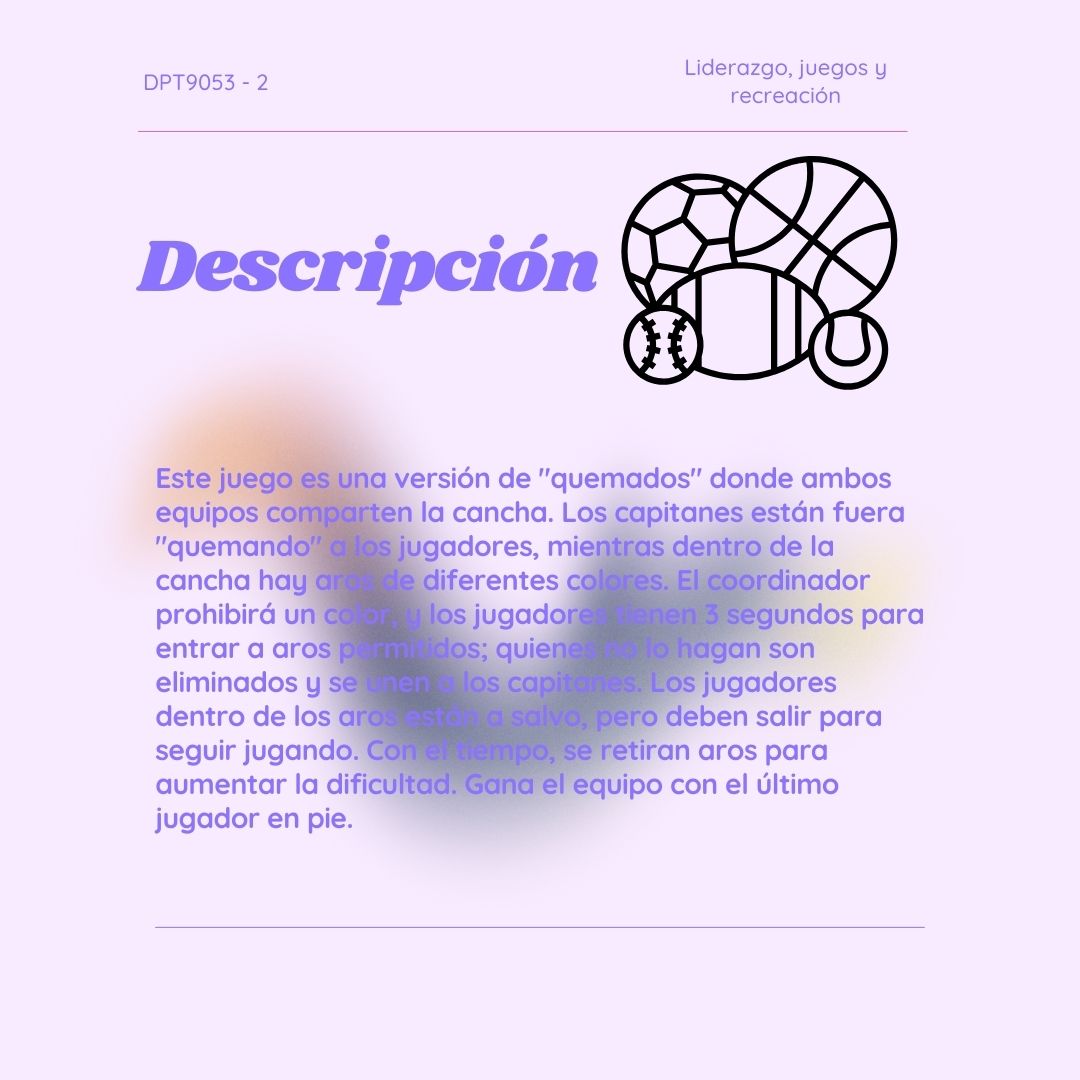 DPT9053 - 2
Liderazgo, juegos y
recreación
Descripción
Este juego es una versión de "quemados" donde ambos
equipos comparten la cancha. Los capitanes están fuera
"quemando" a los jugadores, mientras dentro de la
cancha hay aros de diferentes colores. El coordinador
prohibirá un color, y los jugadores tienen 3 segundos para
entrar a aros permitidos; quienes no lo hagan son
eliminados y se unen a los capitanes. Los jugadores
dentro de los aros están a salvo, pero deben salir para
seguir jugando. Con el tiempo, se retiran aros para
aumentar la dificultad. Gana el equipo con el último
jugador en pie.